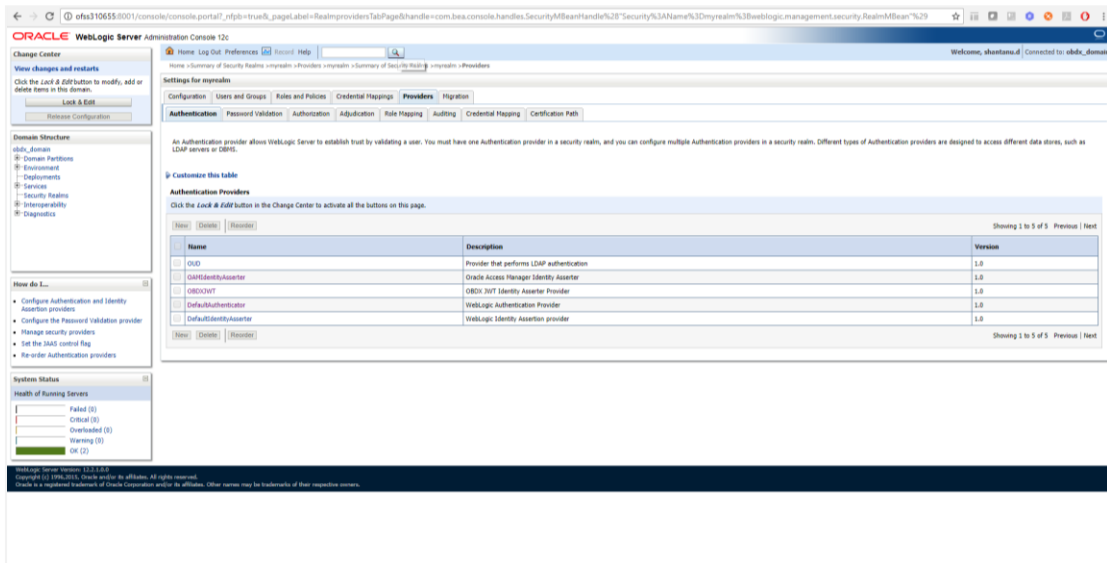 ofss310655:8001/console/console.portal?_nfpb=true&_pageLabel=RealmprovidersTabPage&handle=com.bea.console.handles.SecurityMBeanHandle%28"Security%3AName%3Dmyrealm%3Bweblogic.management.security.RealmMBean"%29
ORACLE WebLogic Server Administration Console 12c
Change Center
View changes and restarts
Click the Lock & Edit button to modify, add or
delete items in this domain.
Lock & Edit
Release Configuration
Domain Structure
obdx_domain
Domain Partitions
Environment
Deployments
Services
Security Realms
Interoperability
Diagnostics
How do I...
Configure Authentication and Identity
Assertion providers
Configure the Password Validation provider
Manage security providers
Set the JAAS control flag
Re-order Authentication providers
System Status
Health of Running Servers
Failed (0)
Critical (0)
Overloaded (0)
Warning (0)
OK (2)
Home Log Out Preferences Record Help
Welcome, shantanu.d Connected to: obdx_domain
Home >Summary of Security Realms >myrealm >Providers >myrealm >Summary of Security Realms >myrealm >Providers
Settings for myrealm
Configuration Users and Groups Roles and Policies Credential Mappings Providers Migration
Authentication Password Validation Authorization Adjudication Role Mapping Auditing Credential Mapping Certification Path
An Authentication provider allows WebLogic Server to establish trust by validating a user. You must have one Authentication provider in a security realm, and you can configure multiple Authentication providers in a security realm. Different types of Authentication providers are designed to access different data stores, such as
LDAP servers or DBMS.
Customize this table
Authentication Providers
Click the Lock & Edit button in the Change Center to activate all the buttons on this page.
New Delete Reorder Showing 1 to 5 of 5 Previous | Next
Name Description Version
OUD Provider that performs LDAP authentication 1.0
OAMIdentityAsserter Oracle Access Manager Identity Asserter 1.0
OBDXJWT OBDX JWT Identity Asserter Provider 1.0
DefaultAuthenticator WebLogic Authentication Provider 1.0
DefaultIdentityAsserter WebLogic Identity Assertion provider 1.0
New Delete Reorder Showing 1 to 5 of 5 Previous | Next
WebLogic Server Version: 12.2.1.0.0
Copyright (c) 1996,2015, Oracle and/or its affiliates. All rights reserved.
Oracle is a registered trademark of Oracle Corporation and/or its affiliates. Other names may be trademarks of their respective owners.